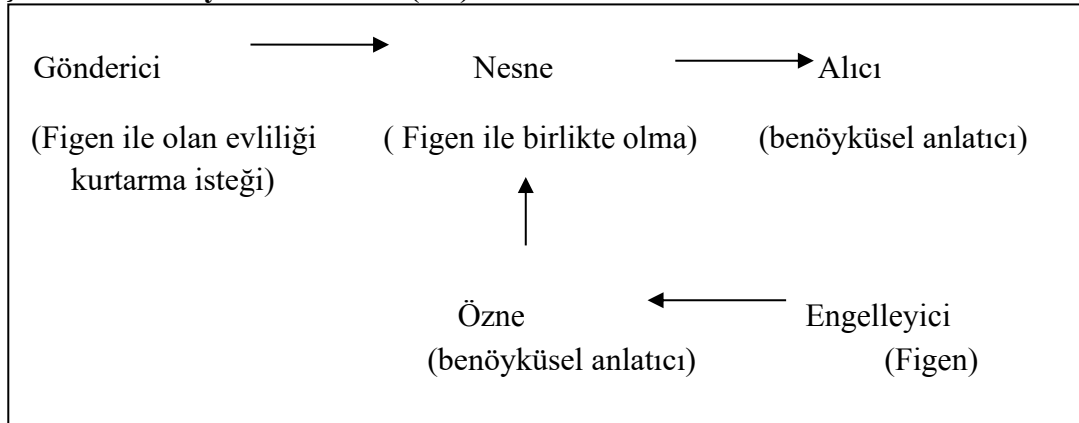 Gönderici Nesne Alıcı
(Figen ile olan evliliği ( Figen ile birlikte olma) (benöyküsel anlatıcı)
kurtarma isteği)
Özne Engelleyici
(benöyküsel anlatıcı) (Figen)